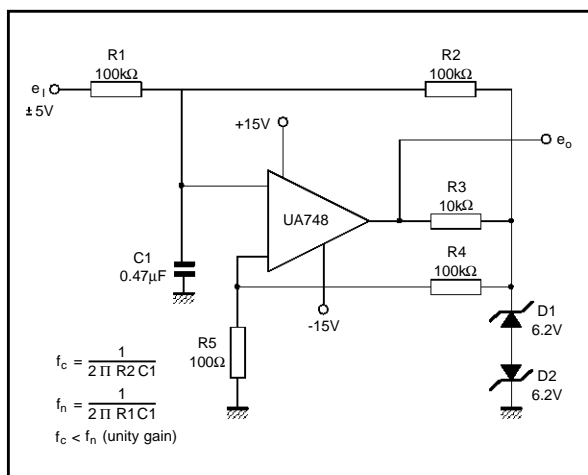 R1
100kΩ
R2
100kΩ
e_I
±5V
+15V
e_o
UA748
R3
10kΩ
C1
0.47µF
R4
100kΩ
-15V
R5
100Ω
D1
6.2V
D2
6.2V
f_c = 1 / 2 Π R2 C1
f_n = 1 / 2 Π R1 C1
f_c < f_n (unity gain)